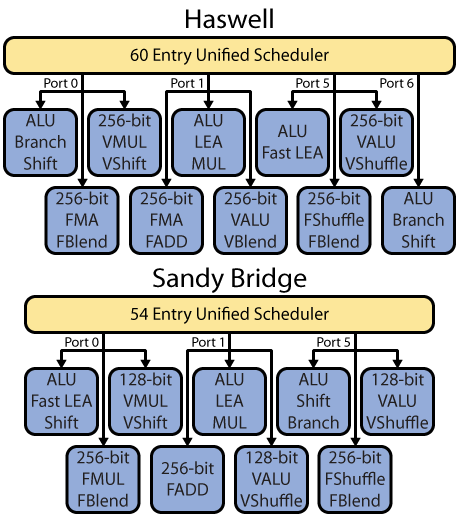 Haswell
60 Entry Unified Scheduler
Port 0
Port 1
Port 5
Port 6
ALU
Branch
Shift
256-bit
VMUL
VShift
ALU
LEA
MUL
ALU
Fast LEA
256-bit
VALU
VShuffle
256-bit
FMA
FBlend
256-bit
FMA
FADD
256-bit
VALU
VBlend
256-bit
FShuffle
FBlend
ALU
Branch
Shift
Sandy Bridge
54 Entry Unified Scheduler
Port 0
Port 1
Port 5
ALU
Fast LEA
Shift
128-bit
VMUL
VShift
ALU
LEA
MUL
ALU
Shift
Branch
128-bit
VALU
VShuffle
256-bit
FMUL
FBlend
256-bit
FADD
128-bit
VALU
VShuffle
256-bit
FShuffle
FBlend